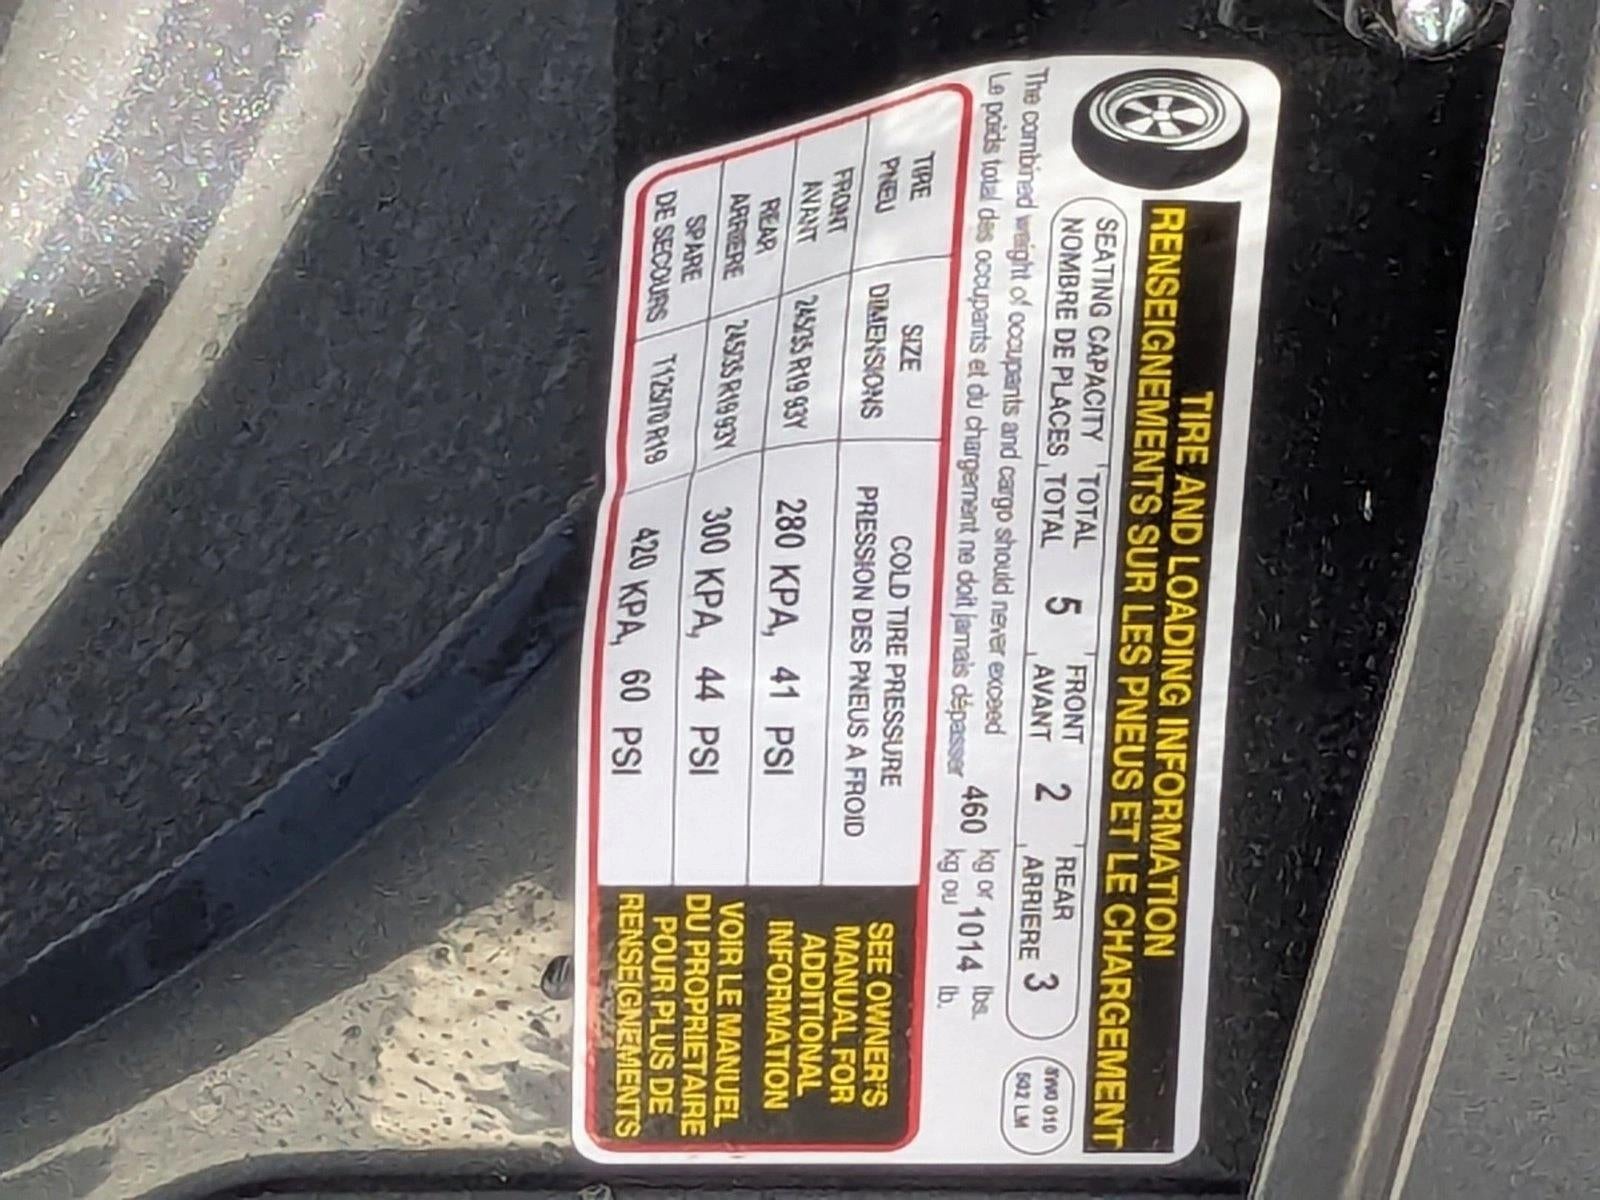 TIRE AND LOADING INFORMATION
RENSEIGNEMENTS SUR LES PNEUS ET LE CHARGEMENT
SEATING CAPACITY TOTAL 5 FRONT 2 REAR 3
NOMBRE DE PLACES TOTAL AVANT ARRIERE
The combined weight of occupants and cargo should never exceed 460 kg or 1014 lbs.
Le poids total des occupants et du chargement ne doit jamais dépasser kg ou lb.
502 LM
TIRE SIZE COLD TIRE PRESSURE
PNEU DIMENSIONS PRESSION DES PNEUS A FROID
FRONT
AVANT 245/35 R19 93Y 280 KPA, 41 PSI
REAR
ARRIERE 245/35 R19 93Y 300 KPA, 44 PSI
SPARE
DE SECOURS T125/70 R19 420 KPA, 60 PSI
SEE OWNER'S
MANUAL FOR
ADDITIONAL
INFORMATION
VOIR LE MANUEL
DU PROPRIETAIRE
POUR PLUS DE
RENSEIGNEMENTS